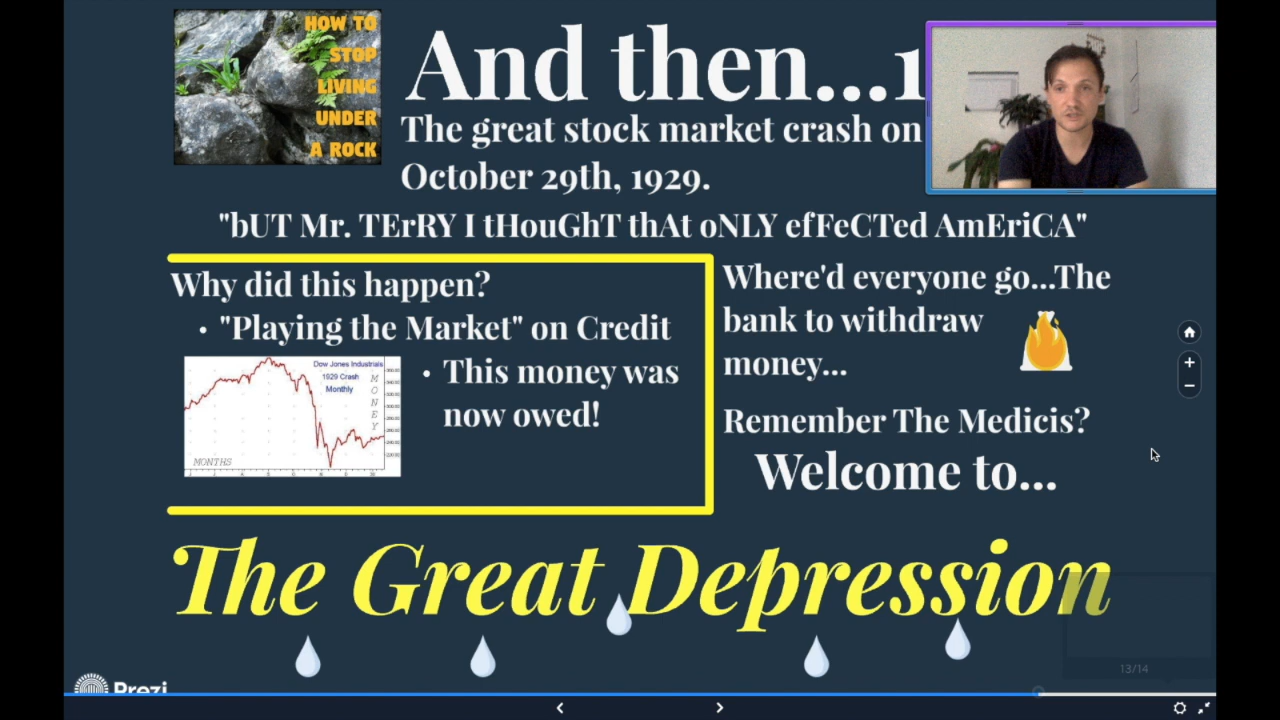 HOW TO
STOP
LIVING
UNDER
A ROCK
And then...1
The great stock market crash on
October 29th, 1929.
"bUT Mr. TErRY I tHouGhT thAt oNLY efFeCTed AmEriCA"
Why did this happen?
• "Playing the Market" on Credit
Dow Jones Industrials
1929 Crash
Monthly
MONEY
MONTHS
• This money was
now owed!
Where'd everyone go...The
bank to withdraw
money...
Remember The Medicis?
Welcome to...
The Great Depression
13/14
Prezi